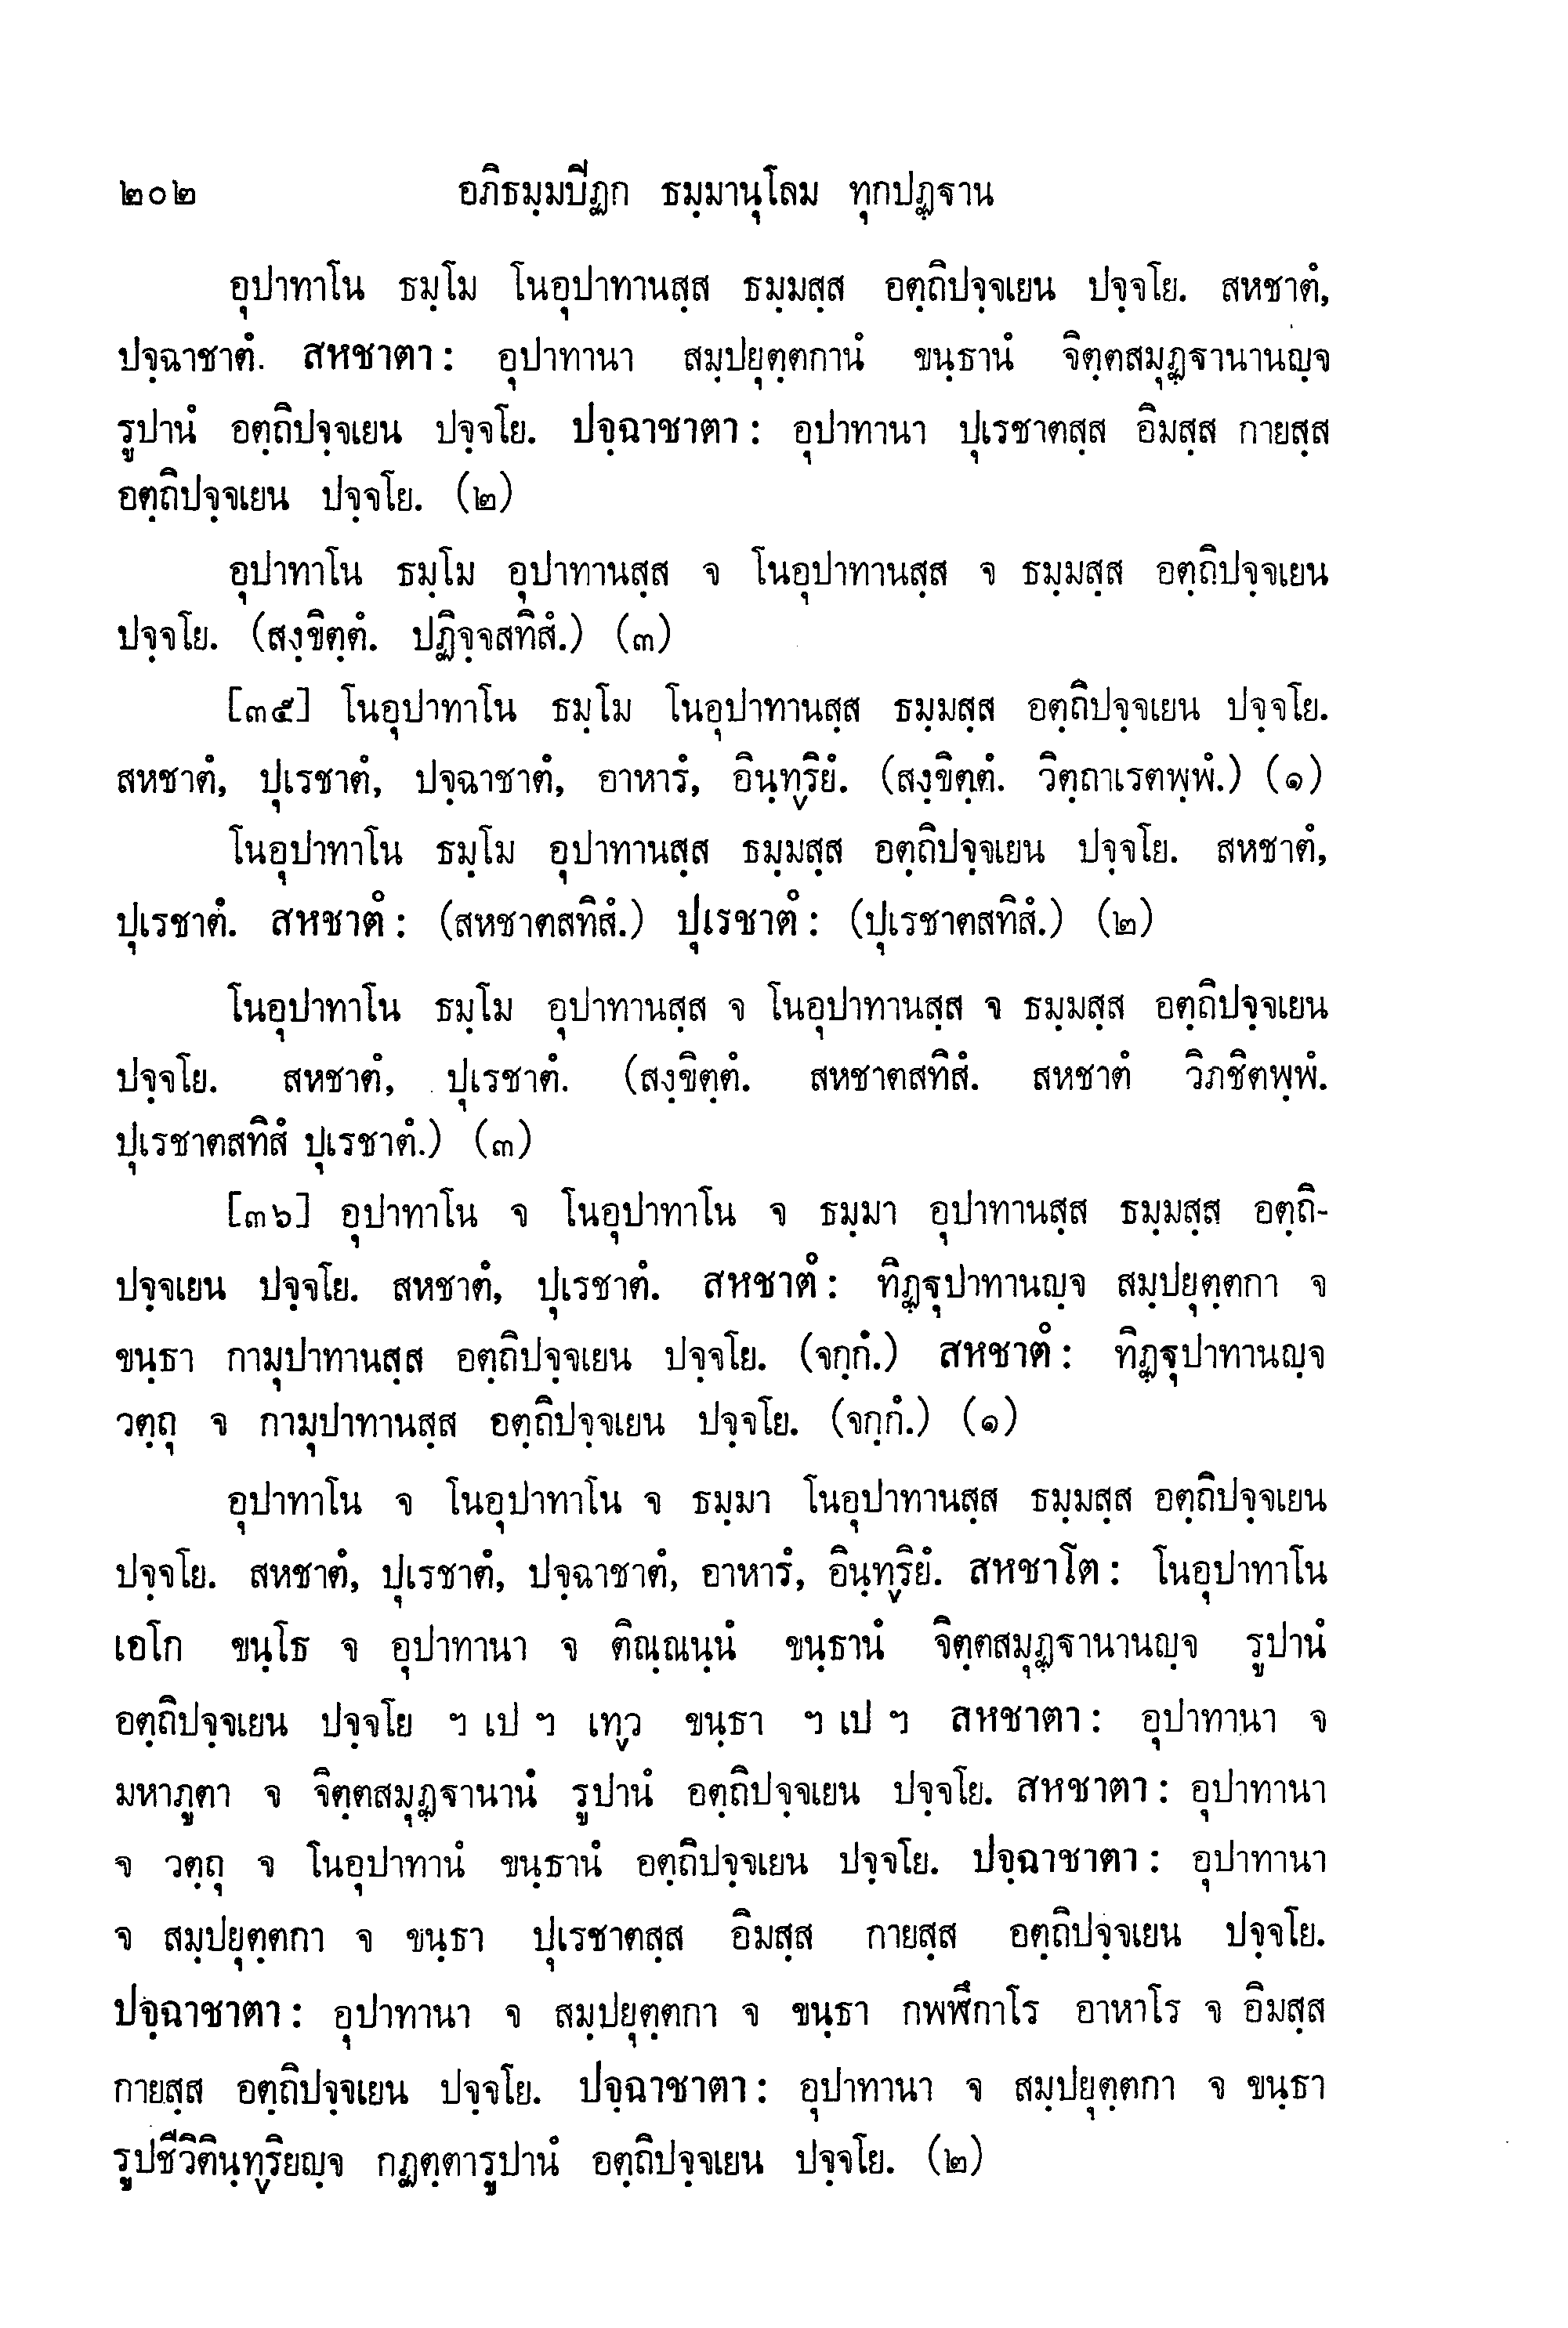 ๒๐๒ อภิธมฺมปีฏก ธมฺมานุโลม ทุกปฏฺฐาน
อุปาทาโน ธมฺโม โนอุปาทานสฺส ธมฺมสฺส อตฺถิปจฺจเยน ปจฺจโย. สหชาตํ,
ปจฺฉาชาตํ. สหชาตา : อุปาทานา สมฺปยุตฺตกานํ ขนฺธานํ จิตฺตสมุฏฺฐานานญฺจ
รูปานํ อตฺถิปจฺจเยน ปจฺจโย. ปจฺฉาชาตา : อุปาทานา ปุเรชาตสฺส อิมสฺส กายสฺส
อตฺถิปจฺจเยน ปจฺจโย. (๒)
อุปาทาโน ธมฺโม อุปาทานสฺส จ โนอุปาทานสฺส จ ธมฺมสฺส อตฺถิปจฺจเยน
ปจฺจโย. (สงฺขิตฺตํ. ปฏิจฺจสทิสํ.) (๓)
[๓๕] โนอุปาทาโน ธมฺโม โนอุปาทานสฺส ธมฺมสฺส อตฺถิปจฺจเยน ปจฺจโย.
สหชาตํ, ปุเรชาตํ, ปจฺฉาชาตํ, อาหารํ, อินฺทฺริยํ. (สงฺขิตฺตํ. วิตฺถาเรตพฺพํ.) (๑)
โนอุปาทาโน ธมฺโม อุปาทานสฺส ธมฺมสฺส อตฺถิปจฺจเยน ปจฺจโย. สหชาตํ,
ปุเรชาตํ. สหชาตํ : (สหชาตสทิสํ.) ปุเรชาตํ : (ปุเรชาตสทิสํ.) (๒)
โนอุปาทาโน ธมฺโม อุปาทานสฺส จ โนอุปาทานสฺส จ ธมฺมสฺส อตฺถิปจฺจเยน
ปจฺจโย. สหชาตํ, ปุเรชาตํ. (สงฺขิตฺตํ. สหชาตสทิสํ. สหชาตํ วิภชิตพฺพํ.
ปุเรชาตสทิสํ ปุเรชาตํ.) (๓)
[๓๖] อุปาทาโน จ โนอุปาทาโน จ ธมฺมา อุปาทานสฺส ธมฺมสฺส อตฺถิ-
ปจฺจเยน ปจฺจโย. สหชาตํ, ปุเรชาตํ. สหชาตํ : ทิฏฺฐุปาทานญฺจ สมฺปยุตฺตกา จ
ขนฺธา กามุปาทานสฺส อตฺถิปจฺจเยน ปจฺจโย. (จกฺกํ.) สหชาตํ : ทิฏฺฐุปาทานญฺจ
วตฺถุ จ กามุปาทานสฺส อตฺถิปจฺจเยน ปจฺจโย. (จกฺกํ.) (๑)
อุปาทาโน จ โนอุปาทาโน จ ธมฺมา โนอุปาทานสฺส ธมฺมสฺส อตฺถิปจฺจเยน
ปจฺจโย. สหชาตํ, ปุเรชาตํ, ปจฺฉาชาตํ, อาหารํ, อินฺทฺริยํ. สหชาโต : โนอุปาทาโน
เอโก ขนฺโธ จ อุปาทานา จ ติณฺณนฺนํ ขนฺธานํ จิตฺตสมุฏฺฐานานญฺจ รูปานํ
อตฺถิปจฺจเยน ปจฺจโย ฯ เป ฯ เทฺว ขนฺธา ฯ เป ฯ สหชาตา : อุปาทานา จ
มหาภูตา จ จิตฺตสมุฏฺฐานานํ รูปานํ อตฺถิปจฺจเยน ปจฺจโย. สหชาตา : อุปาทานา
จ วตฺถุ จ โนอุปาทานํ ขนฺธานํ อตฺถิปจฺจเยน ปจฺจโย. ปจฺฉาชาตา : อุปาทานา
จ สมฺปยุตฺตกา จ ขนฺธา ปุเรชาตสฺส อิมสฺส กายสฺส อตฺถิปจฺจเยน ปจฺจโย.
ปจฺฉาชาตา : อุปาทานา จ สมฺปยุตฺตกา จ ขนฺธา กพฬีกาโร อาหาโร จ อิมสฺส
กายสฺส อตฺถิปจฺจเยน ปจฺจโย. ปจฺฉาชาตา : อุปาทานา จ สมฺปยุตฺตกา จ ขนฺธา
รูปชีวิตินฺทฺริยญฺจ กฏตฺตารูปานํ อตฺถิปจฺจเยน ปจฺจโย. (๒)